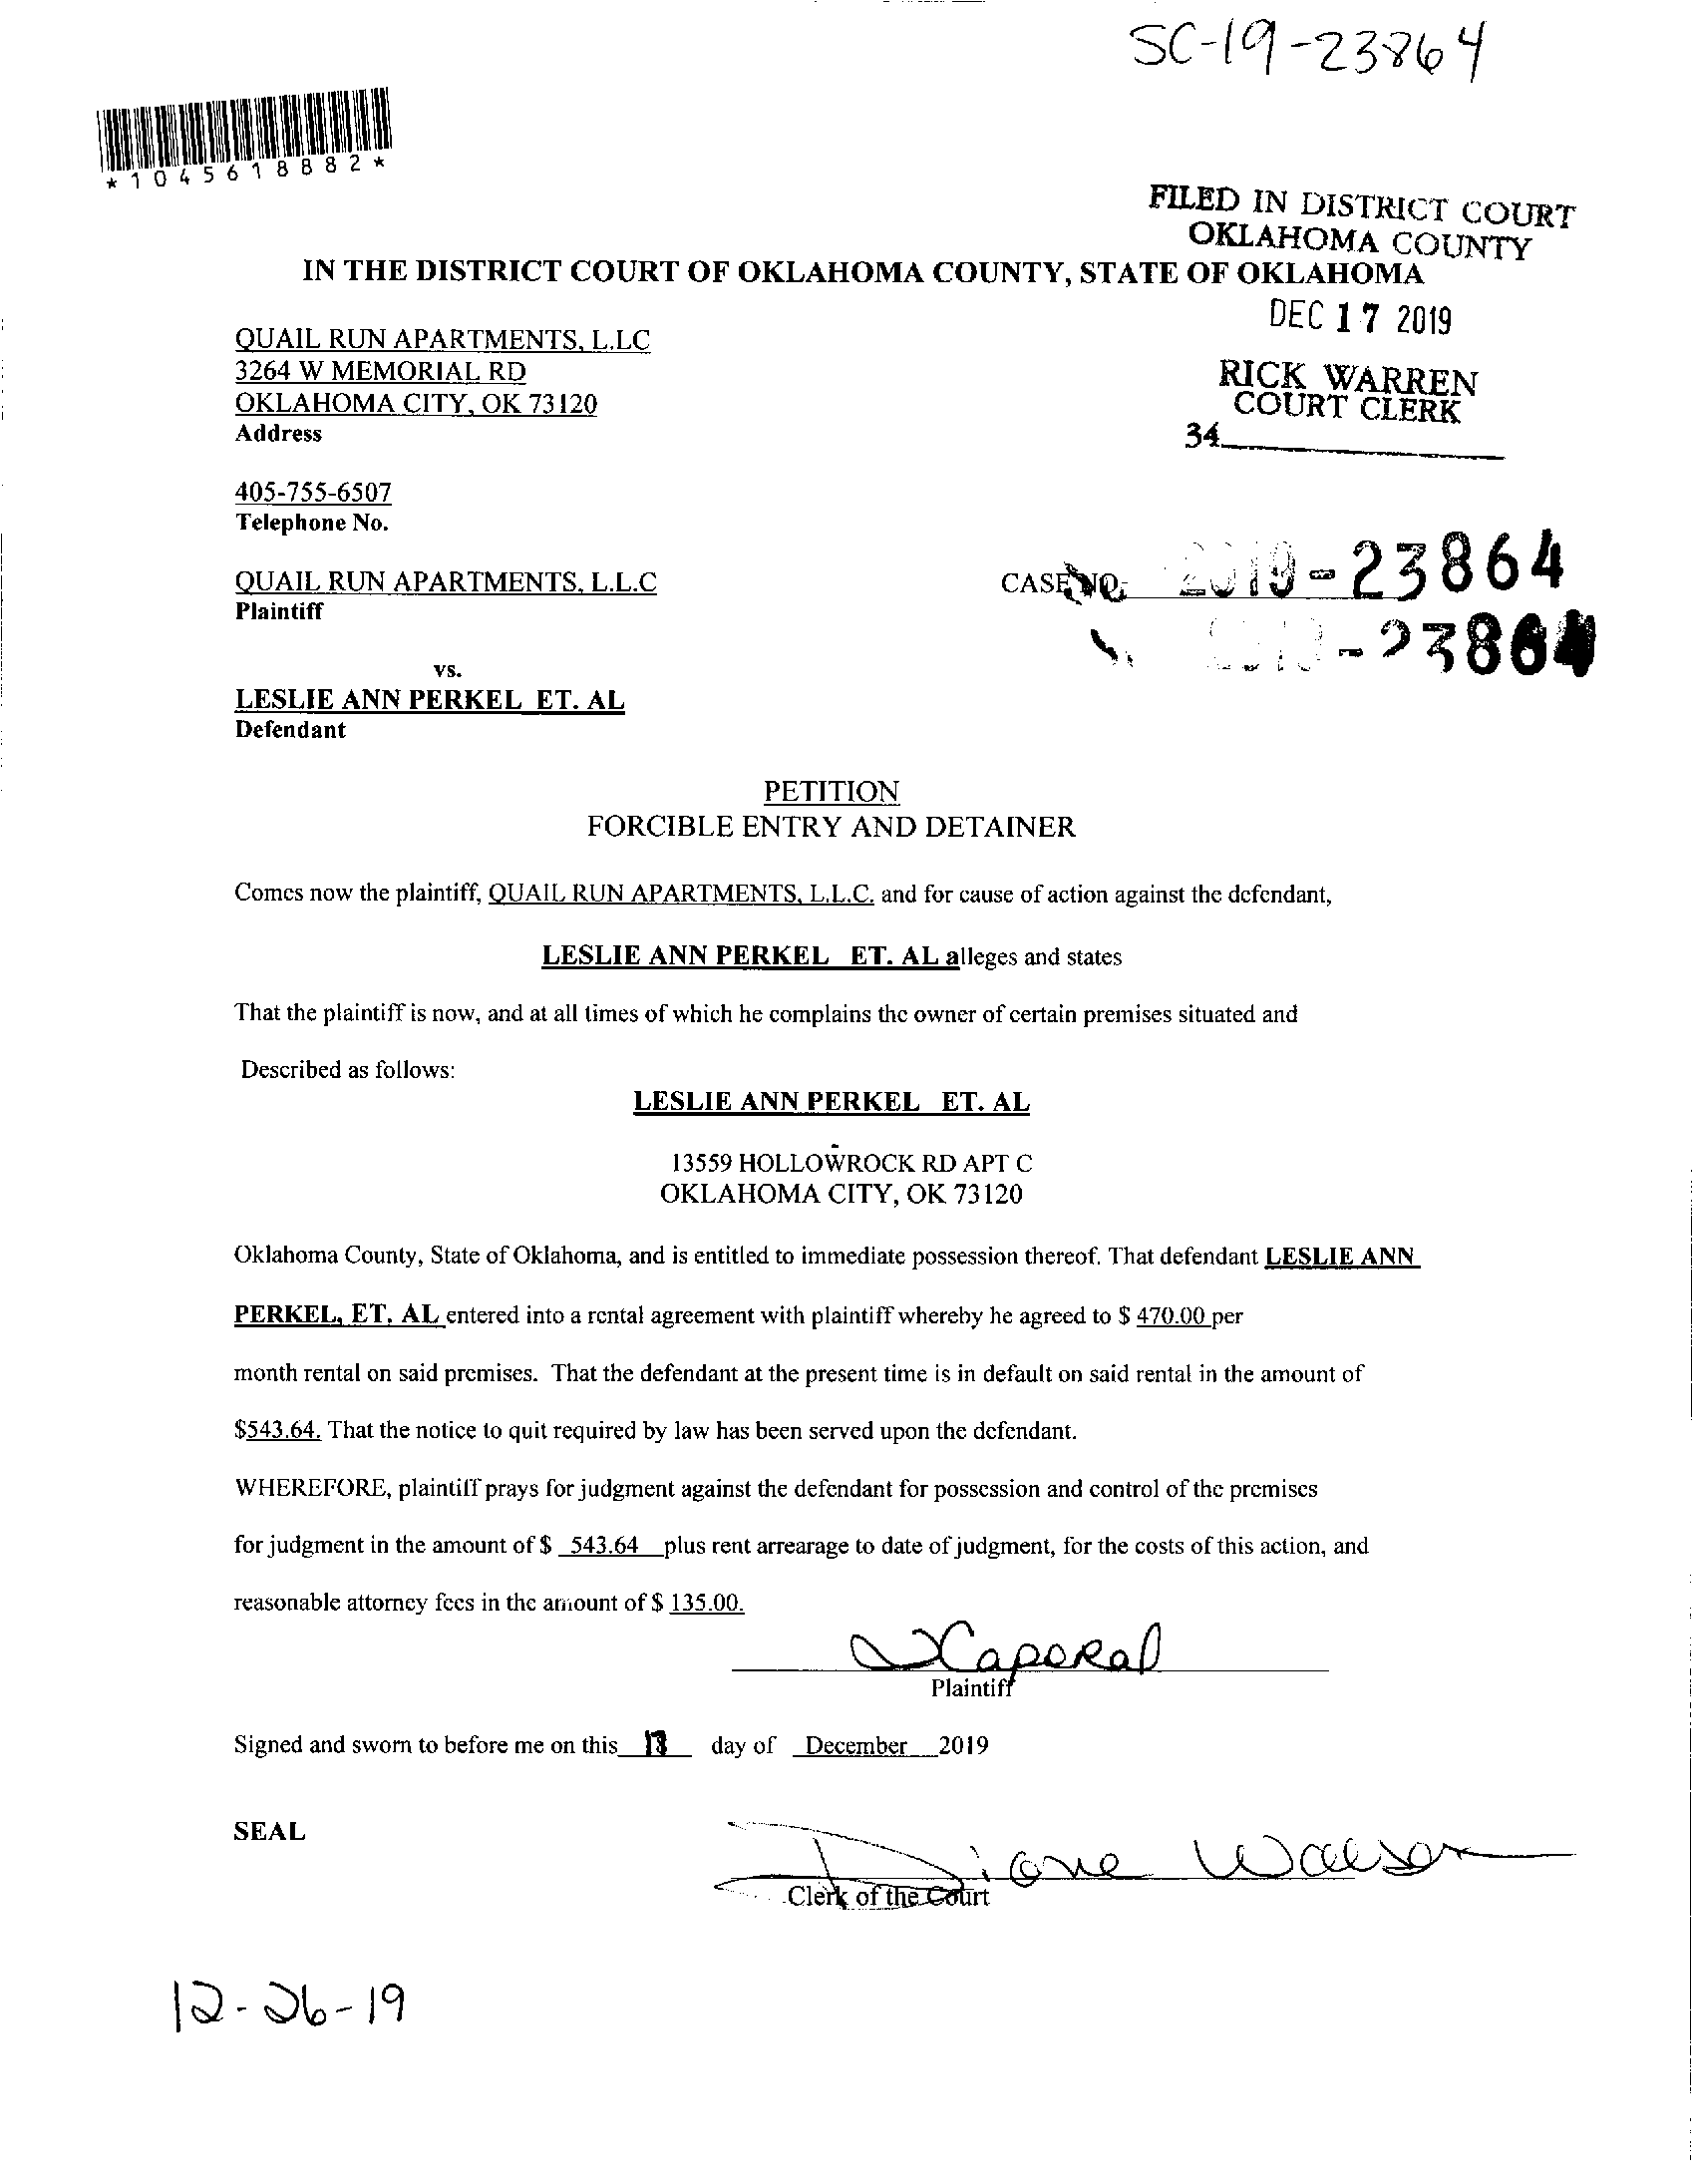 SC-19-23864
*1045618882*
FILED IN DISTRICT COURT
OKLAHOMA COUNTY
IN THE DISTRICT COURT OF OKLAHOMA COUNTY, STATE OF OKLAHOMA
DEC 17 2019
QUAIL RUN APARTMENTS, L.LC
3264 W MEMORIAL RD
OKLAHOMA CITY, OK 73120
Address
RICK WARREN
COURT CLERK
34
405-755-6507
Telephone No.
QUAIL RUN APARTMENTS, L.L.C
Plaintiff
CASE NO. 2019-23864
-23864
vs.
LESLIE ANN PERKEL ET. AL
Defendant
PETITION
FORCIBLE ENTRY AND DETAINER
Comes now the plaintiff, QUAIL RUN APARTMENTS, L.L.C. and for cause of action against the defendant,
LESLIE ANN PERKEL ET. AL alleges and states
That the plaintiff is now, and at all times of which he complains the owner of certain premises situated and
Described as follows:
LESLIE ANN PERKEL ET. AL
13559 HOLLOWROCK RD APT C
OKLAHOMA CITY, OK 73120
Oklahoma County, State of Oklahoma, and is entitled to immediate possession thereof. That defendant LESLIE ANN
PERKEL, ET. AL entered into a rental agreement with plaintiff whereby he agreed to $ 470.00 per
month rental on said premises. That the defendant at the present time is in default on said rental in the amount of
$543.64. That the notice to quit required by law has been served upon the defendant.
WHEREFORE, plaintiff prays for judgment against the defendant for possession and control of the premises
for judgment in the amount of $ 543.64 plus rent arrearage to date of judgment, for the costs of this action, and
reasonable attorney fees in the amount of $ 135.00.
Caporal
Plaintiff
Signed and sworn to before me on this day of December 2019
SEAL
Diane
Clerk of the Court
12-26-19